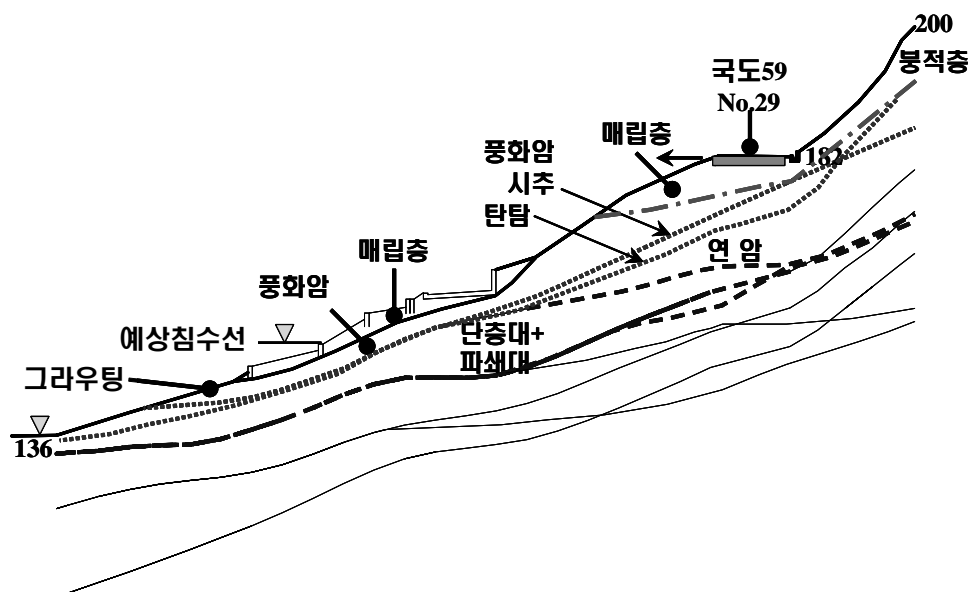 200
붕적층
국도59
No.29
매립층
182
풍화암
시추
탄탐
연 암
매립층
풍화암
예상침수선
단층대+
파쇄대
그라우팅
136